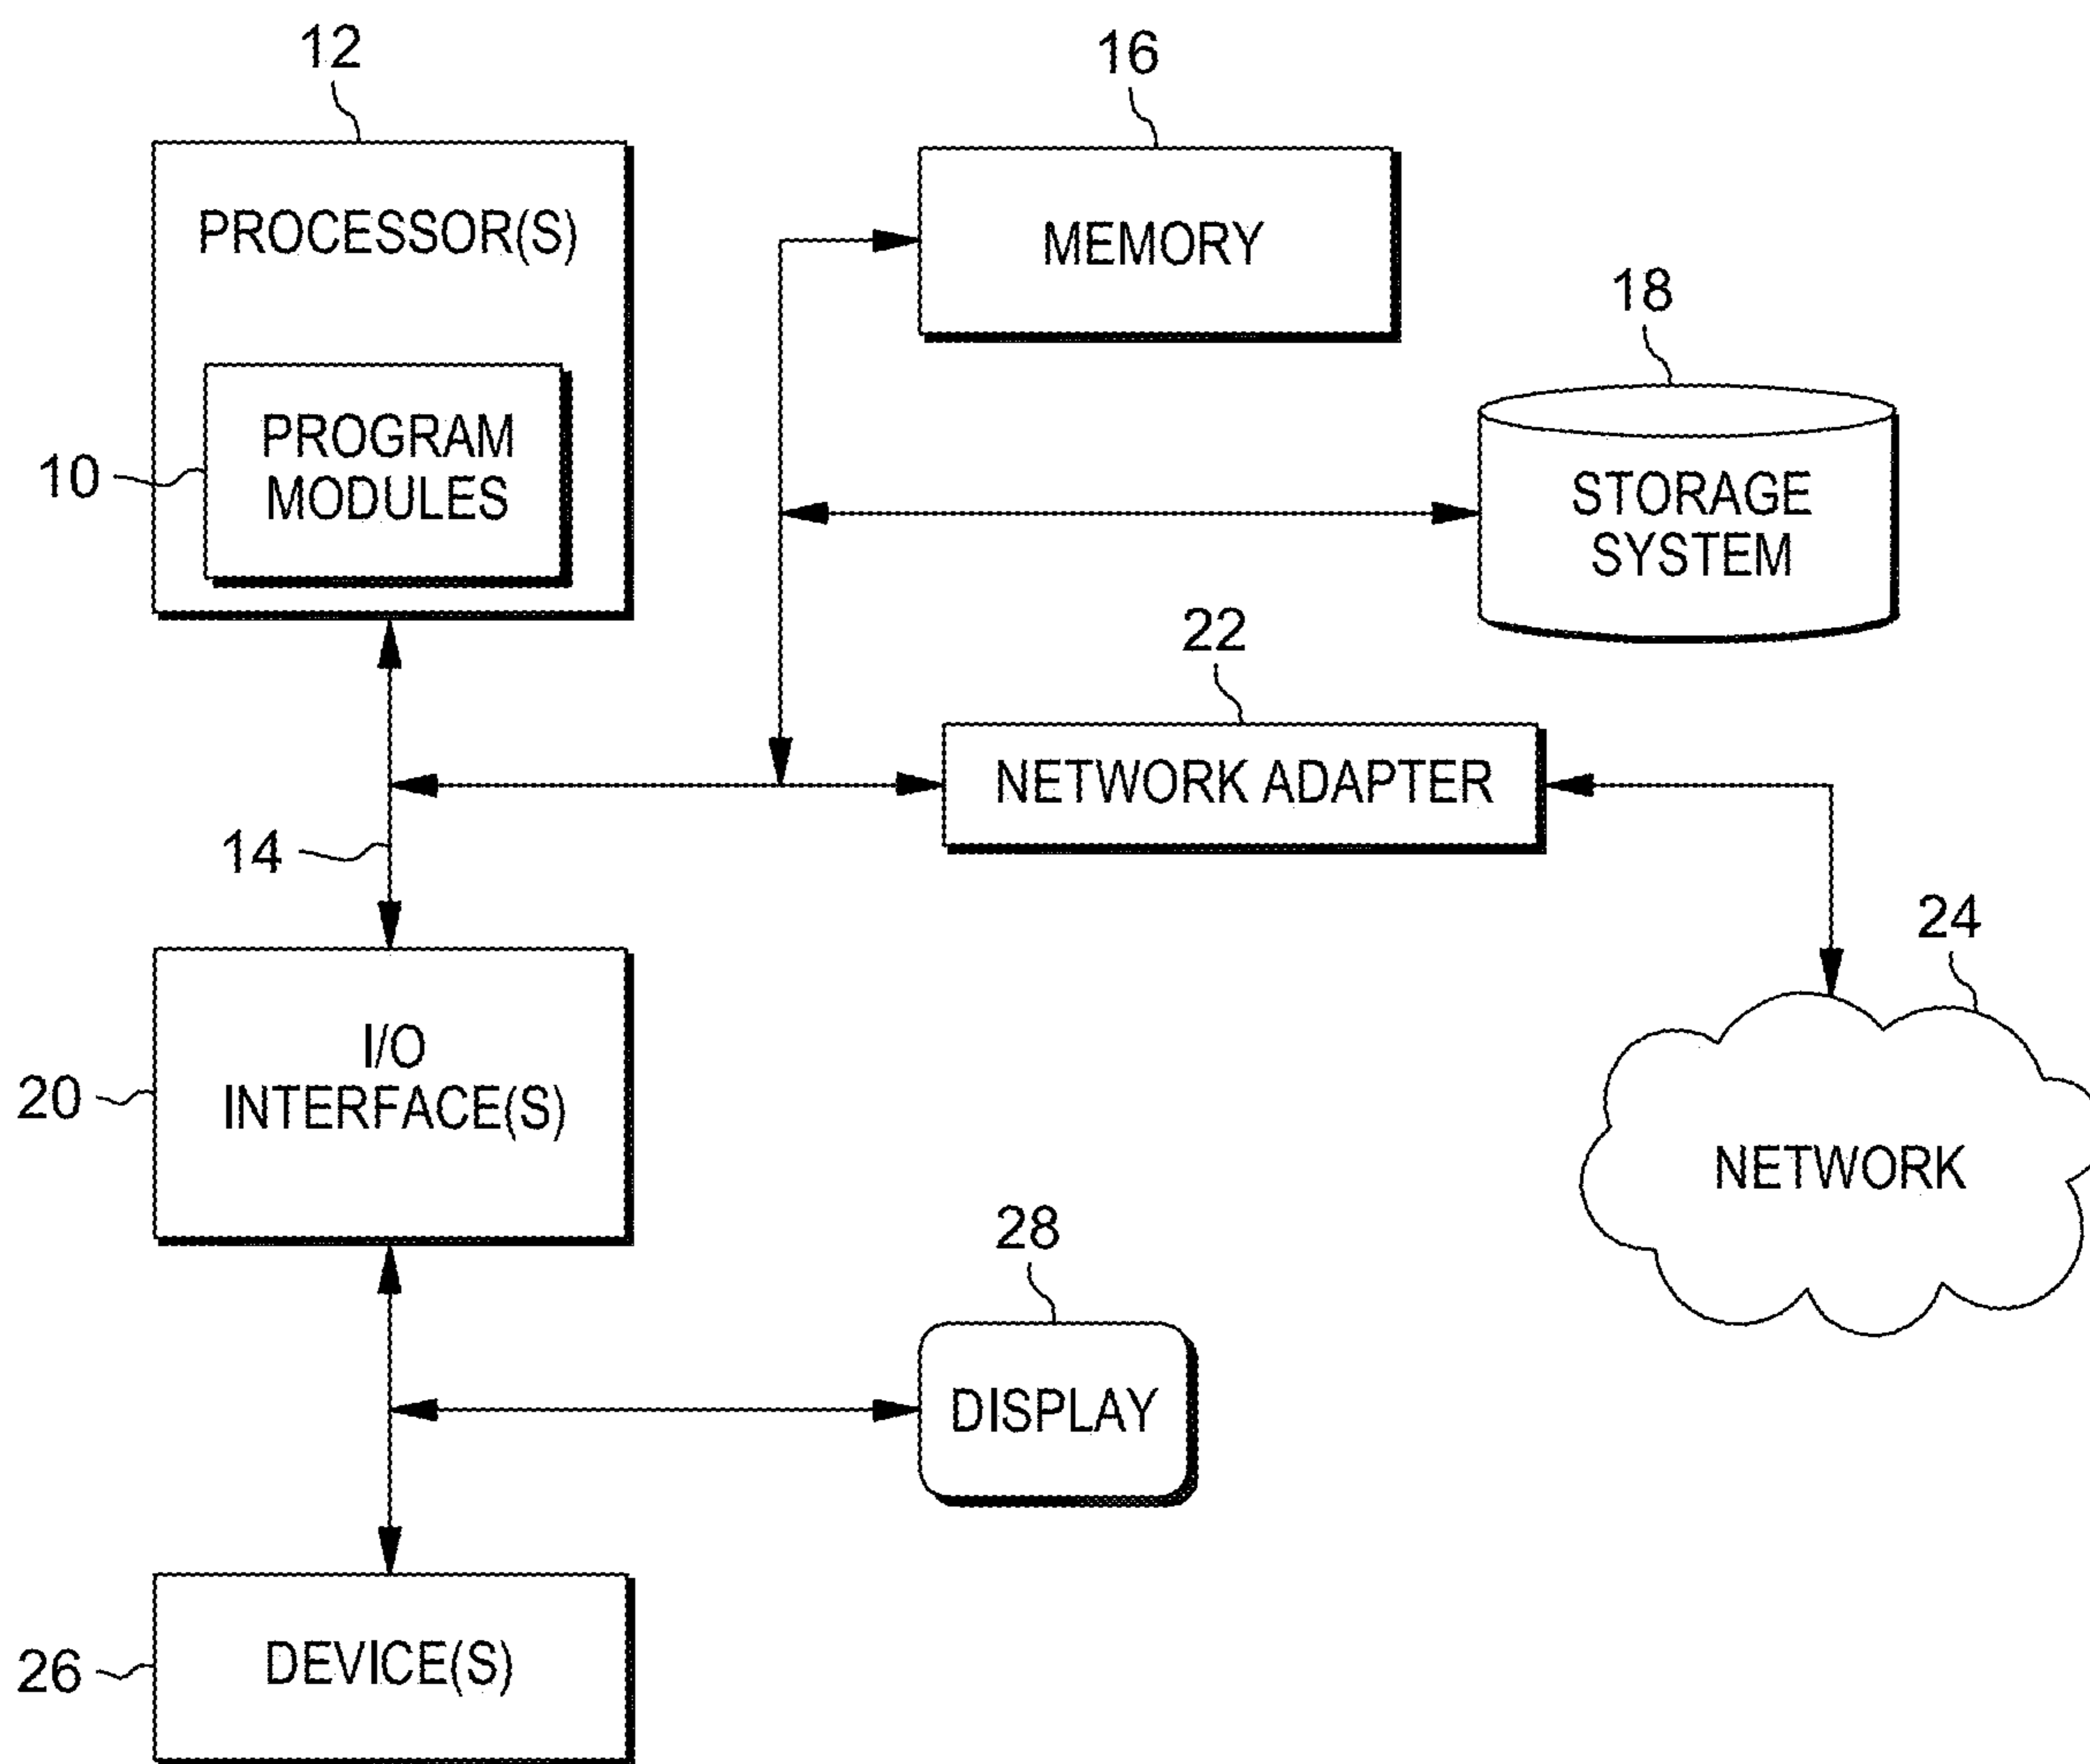 12
16
PROCESSOR(S)
MEMORY
18
PROGRAM
MODULES
10
STORAGE
SYSTEM
22
NETWORK ADAPTER
14
24
I/O
INTERFACE(S)
20
NETWORK
28
DISPLAY
26
DEVICE(S)